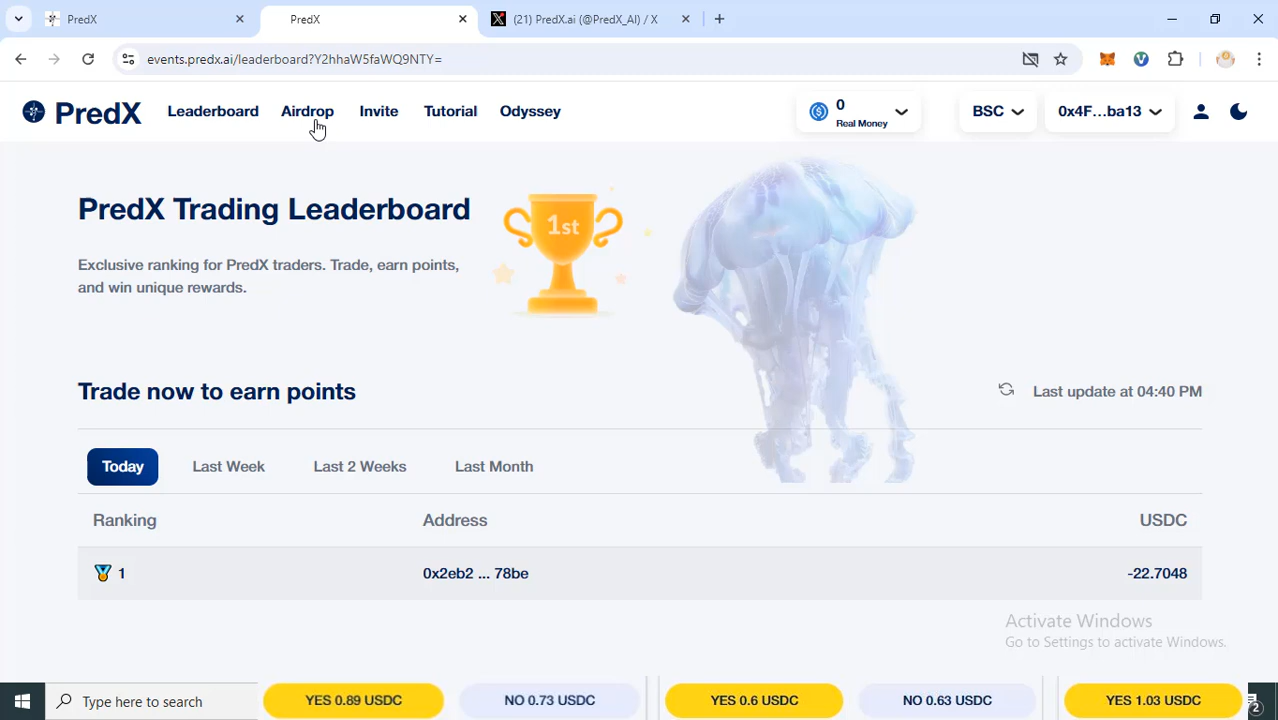 PredX
PredX
(21) PredX.ai (@PredX_AI) / X
events.predx.ai/leaderboard?Y2hhaW5faWQ9NTY=
PredX
Leaderboard
Airdrop
Invite
Tutorial
Odyssey
0
Real Money
BSC
0x4F...ba13
1st
PredX Trading Leaderboard
Exclusive ranking for PredX traders. Trade, earn points,
and win unique rewards.
Trade now to earn points
Last update at 04:40 PM
Today
Last Week
Last 2 Weeks
Last Month
Ranking
Address
USDC
1
0x2eb2 ... 78be
-22.7048
Activate Windows
Go to Settings to activate Windows.
Type here to search
YES 0.89 USDC
NO 0.73 USDC
YES 0.6 USDC
NO 0.63 USDC
YES 1.03 USDC
2